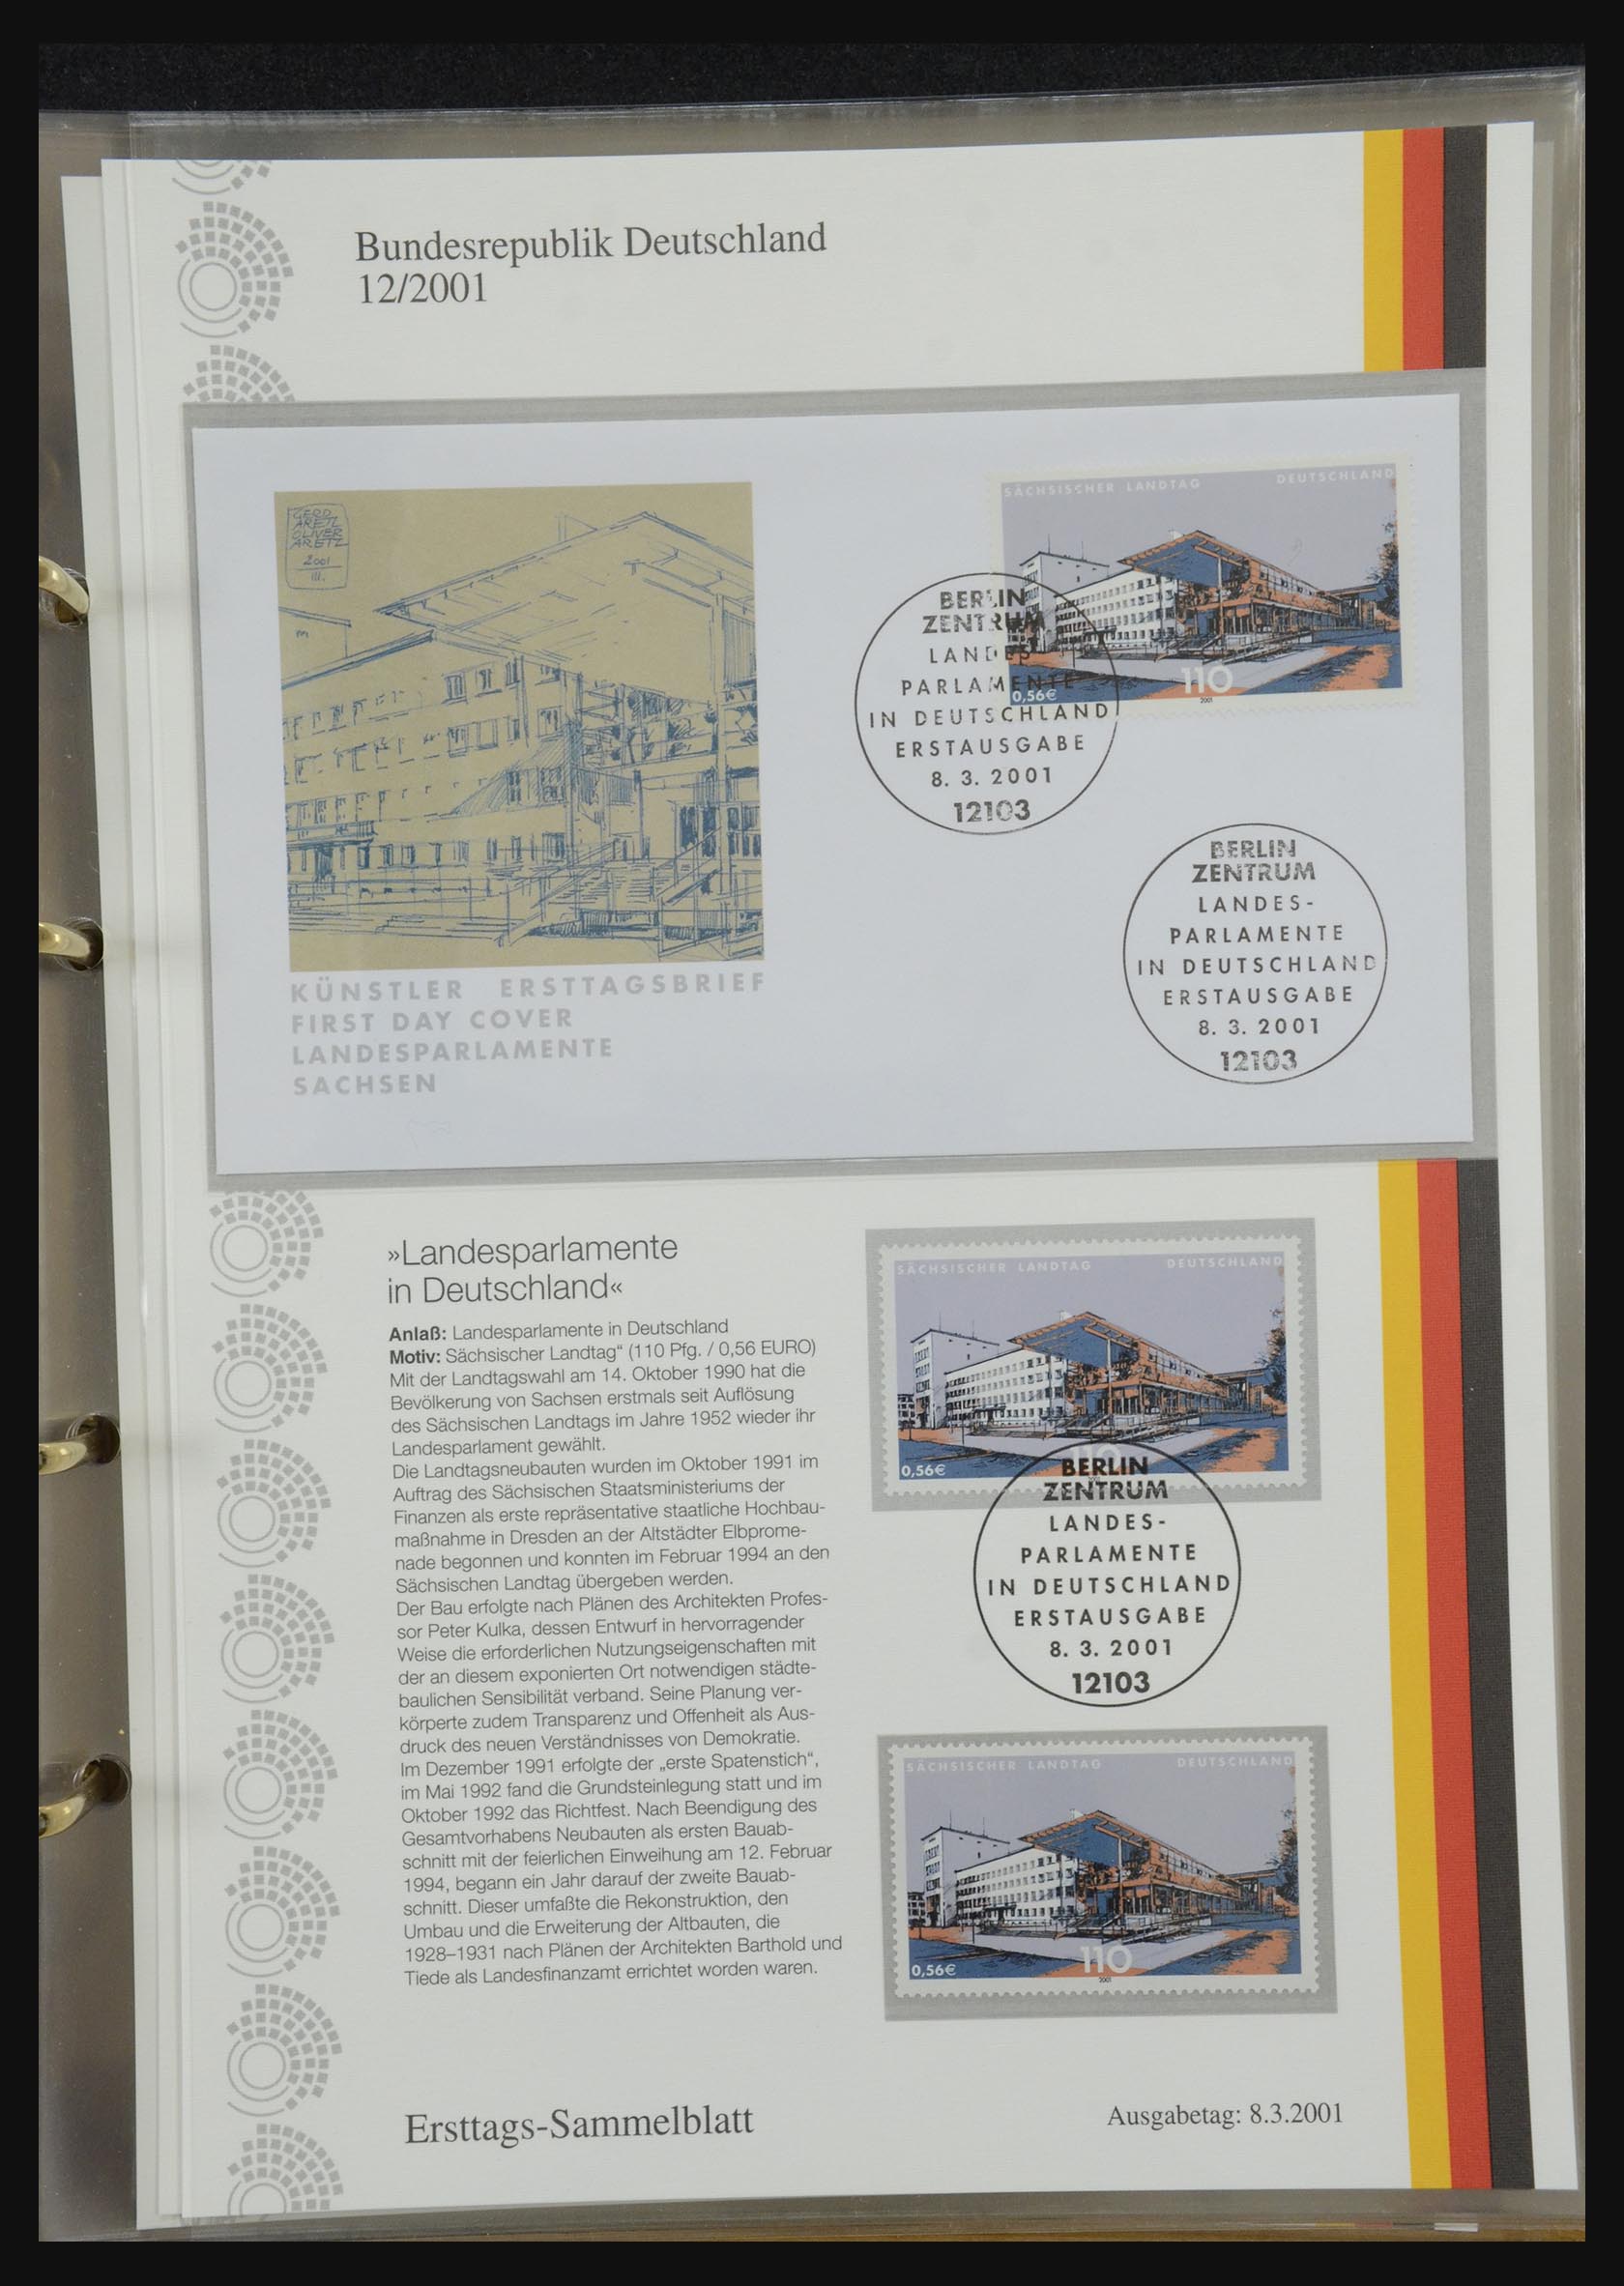 Bundesrepublik Deutschland
12/2001
GERD
ARETZ
OLIVER
ARETZ
2001
III.
KÜNSTLER ERSTTAGSBRIEF
FIRST DAY COVER
LANDESPARLAMENTE
SACHSEN
SÄCHSISCHER LANDTAG DEUTSCHLAND
0,56€ 110
2001
BERLIN
ZENTRUM
LANDES-
PARLAMENTE
IN DEUTSCHLAND
ERSTAUSGABE
8. 3. 2001
12103
BERLIN
ZENTRUM
LANDES-
PARLAMENTE
IN DEUTSCHLAND
ERSTAUSGABE
8. 3. 2001
12103
»Landesparlamente
in Deutschland«
Anlaß: Landesparlamente in Deutschland
Motiv: Sächsischer Landtag“ (110 Pfg. / 0,56 EURO)
Mit der Landtagswahl am 14. Oktober 1990 hat die
Bevölkerung von Sachsen erstmals seit Auflösung
des Sächsischen Landtags im Jahre 1952 wieder ihr
Landesparlament gewählt.
Die Landtagsneubauten wurden im Oktober 1991 im
Auftrag des Sächsischen Staatsministeriums der
Finanzen als erste repräsentative staatliche Hochbau-
maßnahme in Dresden an der Altstädter Elbprome-
nade begonnen und konnten im Februar 1994 an den
Sächsischen Landtag übergeben werden.
Der Bau erfolgte nach Plänen des Architekten Profes-
sor Peter Kulka, dessen Entwurf in hervorragender
Weise die erforderlichen Nutzungseigenschaften mit
der an diesem exponierten Ort notwendigen städte-
baulichen Sensibilität verband. Seine Planung ver-
körperte zudem Transparenz und Offenheit als Aus-
druck des neuen Verständnisses von Demokratie.
Im Dezember 1991 erfolgte der „erste Spatenstich“,
im Mai 1992 fand die Grundsteinlegung statt und im
Oktober 1992 das Richtfest. Nach Beendigung des
Gesamtvorhabens Neubauten als ersten Bauab-
schnitt mit der feierlichen Einweihung am 12. Februar
1994, begann ein Jahr darauf der zweite Bauab-
schnitt. Dieser umfaßte die Rekonstruktion, den
Umbau und die Erweiterung der Altbauten, die
1928–1931 nach Plänen der Architekten Barthold und
Tiede als Landesfinanzamt errichtet worden waren.
SÄCHSISCHER LANDTAG DEUTSCHLAND
0,56€ 110
BERLIN
ZENTRUM
LANDES-
PARLAMENTE
IN DEUTSCHLAND
ERSTAUSGABE
8. 3. 2001
12103
SÄCHSISCHER LANDTAG DEUTSCHLAND
0,56€ 110
2001
Ersttags-Sammelblatt
Ausgabetag: 8.3.2001